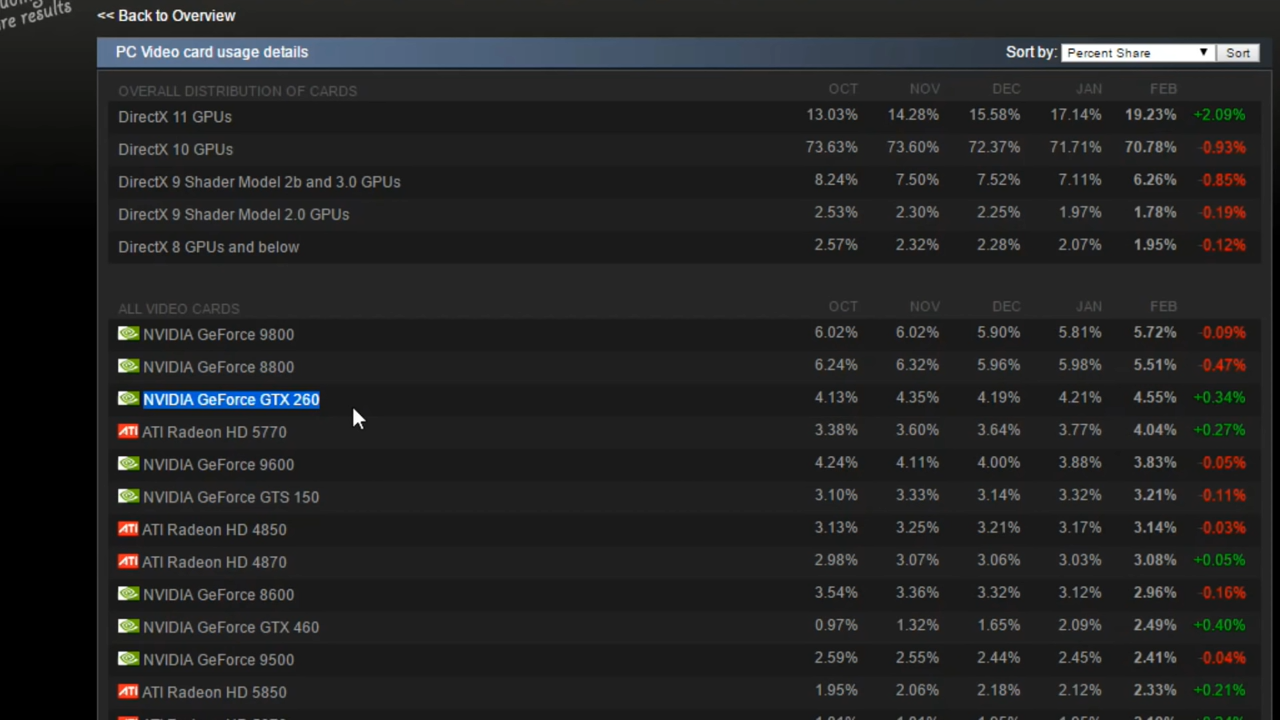 re results
<< Back to Overview
PC Video card usage details Sort by: Percent Share Sort
OVERALL DISTRIBUTION OF CARDS OCT NOV DEC JAN FEB
DirectX 11 GPUs 13.03% 14.28% 15.58% 17.14% 19.23% +2.09%
DirectX 10 GPUs 73.63% 73.60% 72.37% 71.71% 70.78% -0.93%
DirectX 9 Shader Model 2b and 3.0 GPUs 8.24% 7.50% 7.52% 7.11% 6.26% -0.85%
DirectX 9 Shader Model 2.0 GPUs 2.53% 2.30% 2.25% 1.97% 1.78% -0.19%
DirectX 8 GPUs and below 2.57% 2.32% 2.28% 2.07% 1.95% -0.12%
ALL VIDEO CARDS OCT NOV DEC JAN FEB
NVIDIA GeForce 9800 6.02% 6.02% 5.90% 5.81% 5.72% -0.09%
NVIDIA GeForce 8800 6.24% 6.32% 5.96% 5.98% 5.51% -0.47%
NVIDIA GeForce GTX 260 4.13% 4.35% 4.19% 4.21% 4.55% +0.34%
ATI ATI Radeon HD 5770 3.38% 3.60% 3.64% 3.77% 4.04% +0.27%
NVIDIA GeForce 9600 4.24% 4.11% 4.00% 3.88% 3.83% -0.05%
NVIDIA GeForce GTS 150 3.10% 3.33% 3.14% 3.32% 3.21% -0.11%
ATI ATI Radeon HD 4850 3.13% 3.25% 3.21% 3.17% 3.14% -0.03%
ATI ATI Radeon HD 4870 2.98% 3.07% 3.06% 3.03% 3.08% +0.05%
NVIDIA GeForce 8600 3.54% 3.36% 3.32% 3.12% 2.96% -0.16%
NVIDIA GeForce GTX 460 0.97% 1.32% 1.65% 2.09% 2.49% +0.40%
NVIDIA GeForce 9500 2.59% 2.55% 2.44% 2.45% 2.41% -0.04%
ATI ATI Radeon HD 5850 1.95% 2.06% 2.18% 2.12% 2.33% +0.21%